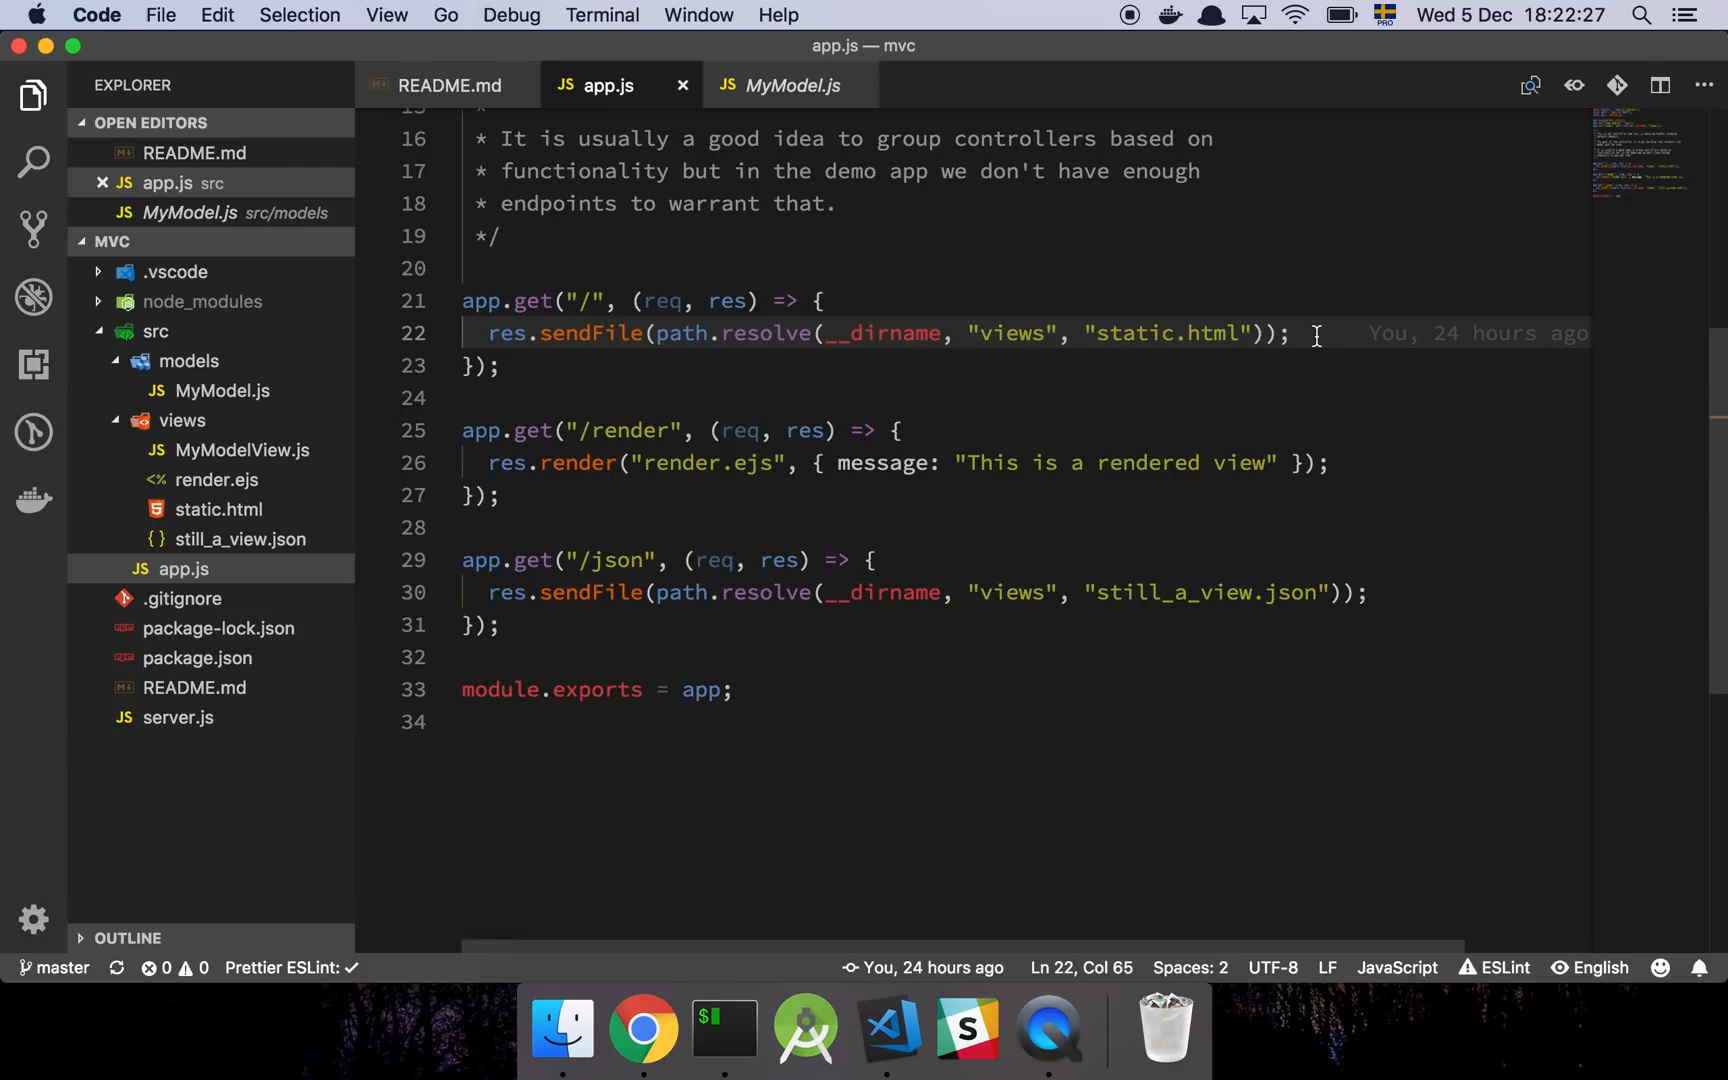 Code File Edit Selection View Go Debug Terminal Window Help PRO Wed 5 Dec 18:22:27
app.js — mvc
EXPLORER
OPEN EDITORS
README.md
app.js src
MyModel.js src/models
MVC
.vscode
node_modules
src
models
MyModel.js
views
MyModelView.js
render.ejs
static.html
still_a_view.json
app.js
.gitignore
package-lock.json
package.json
README.md
server.js
OUTLINE
README.md app.js MyModel.js
15 *
16 * It is usually a good idea to group controllers based on
17 * functionality but in the demo app we don't have enough
18 * endpoints to warrant that.
19 */
20
21 app.get("/", (req, res) => {
22 res.sendFile(path.resolve(__dirname, "views", "static.html")); You, 24 hours ago
23 });
24
25 app.get("/render", (req, res) => {
26 res.render("render.ejs", { message: "This is a rendered view" });
27 });
28
29 app.get("/json", (req, res) => {
30 res.sendFile(path.resolve(__dirname, "views", "still_a_view.json"));
31 });
32
33 module.exports = app;
34
master 0 0 Prettier ESLint: ✓ You, 24 hours ago Ln 22, Col 65 Spaces: 2 UTF-8 LF JavaScript ESLint English